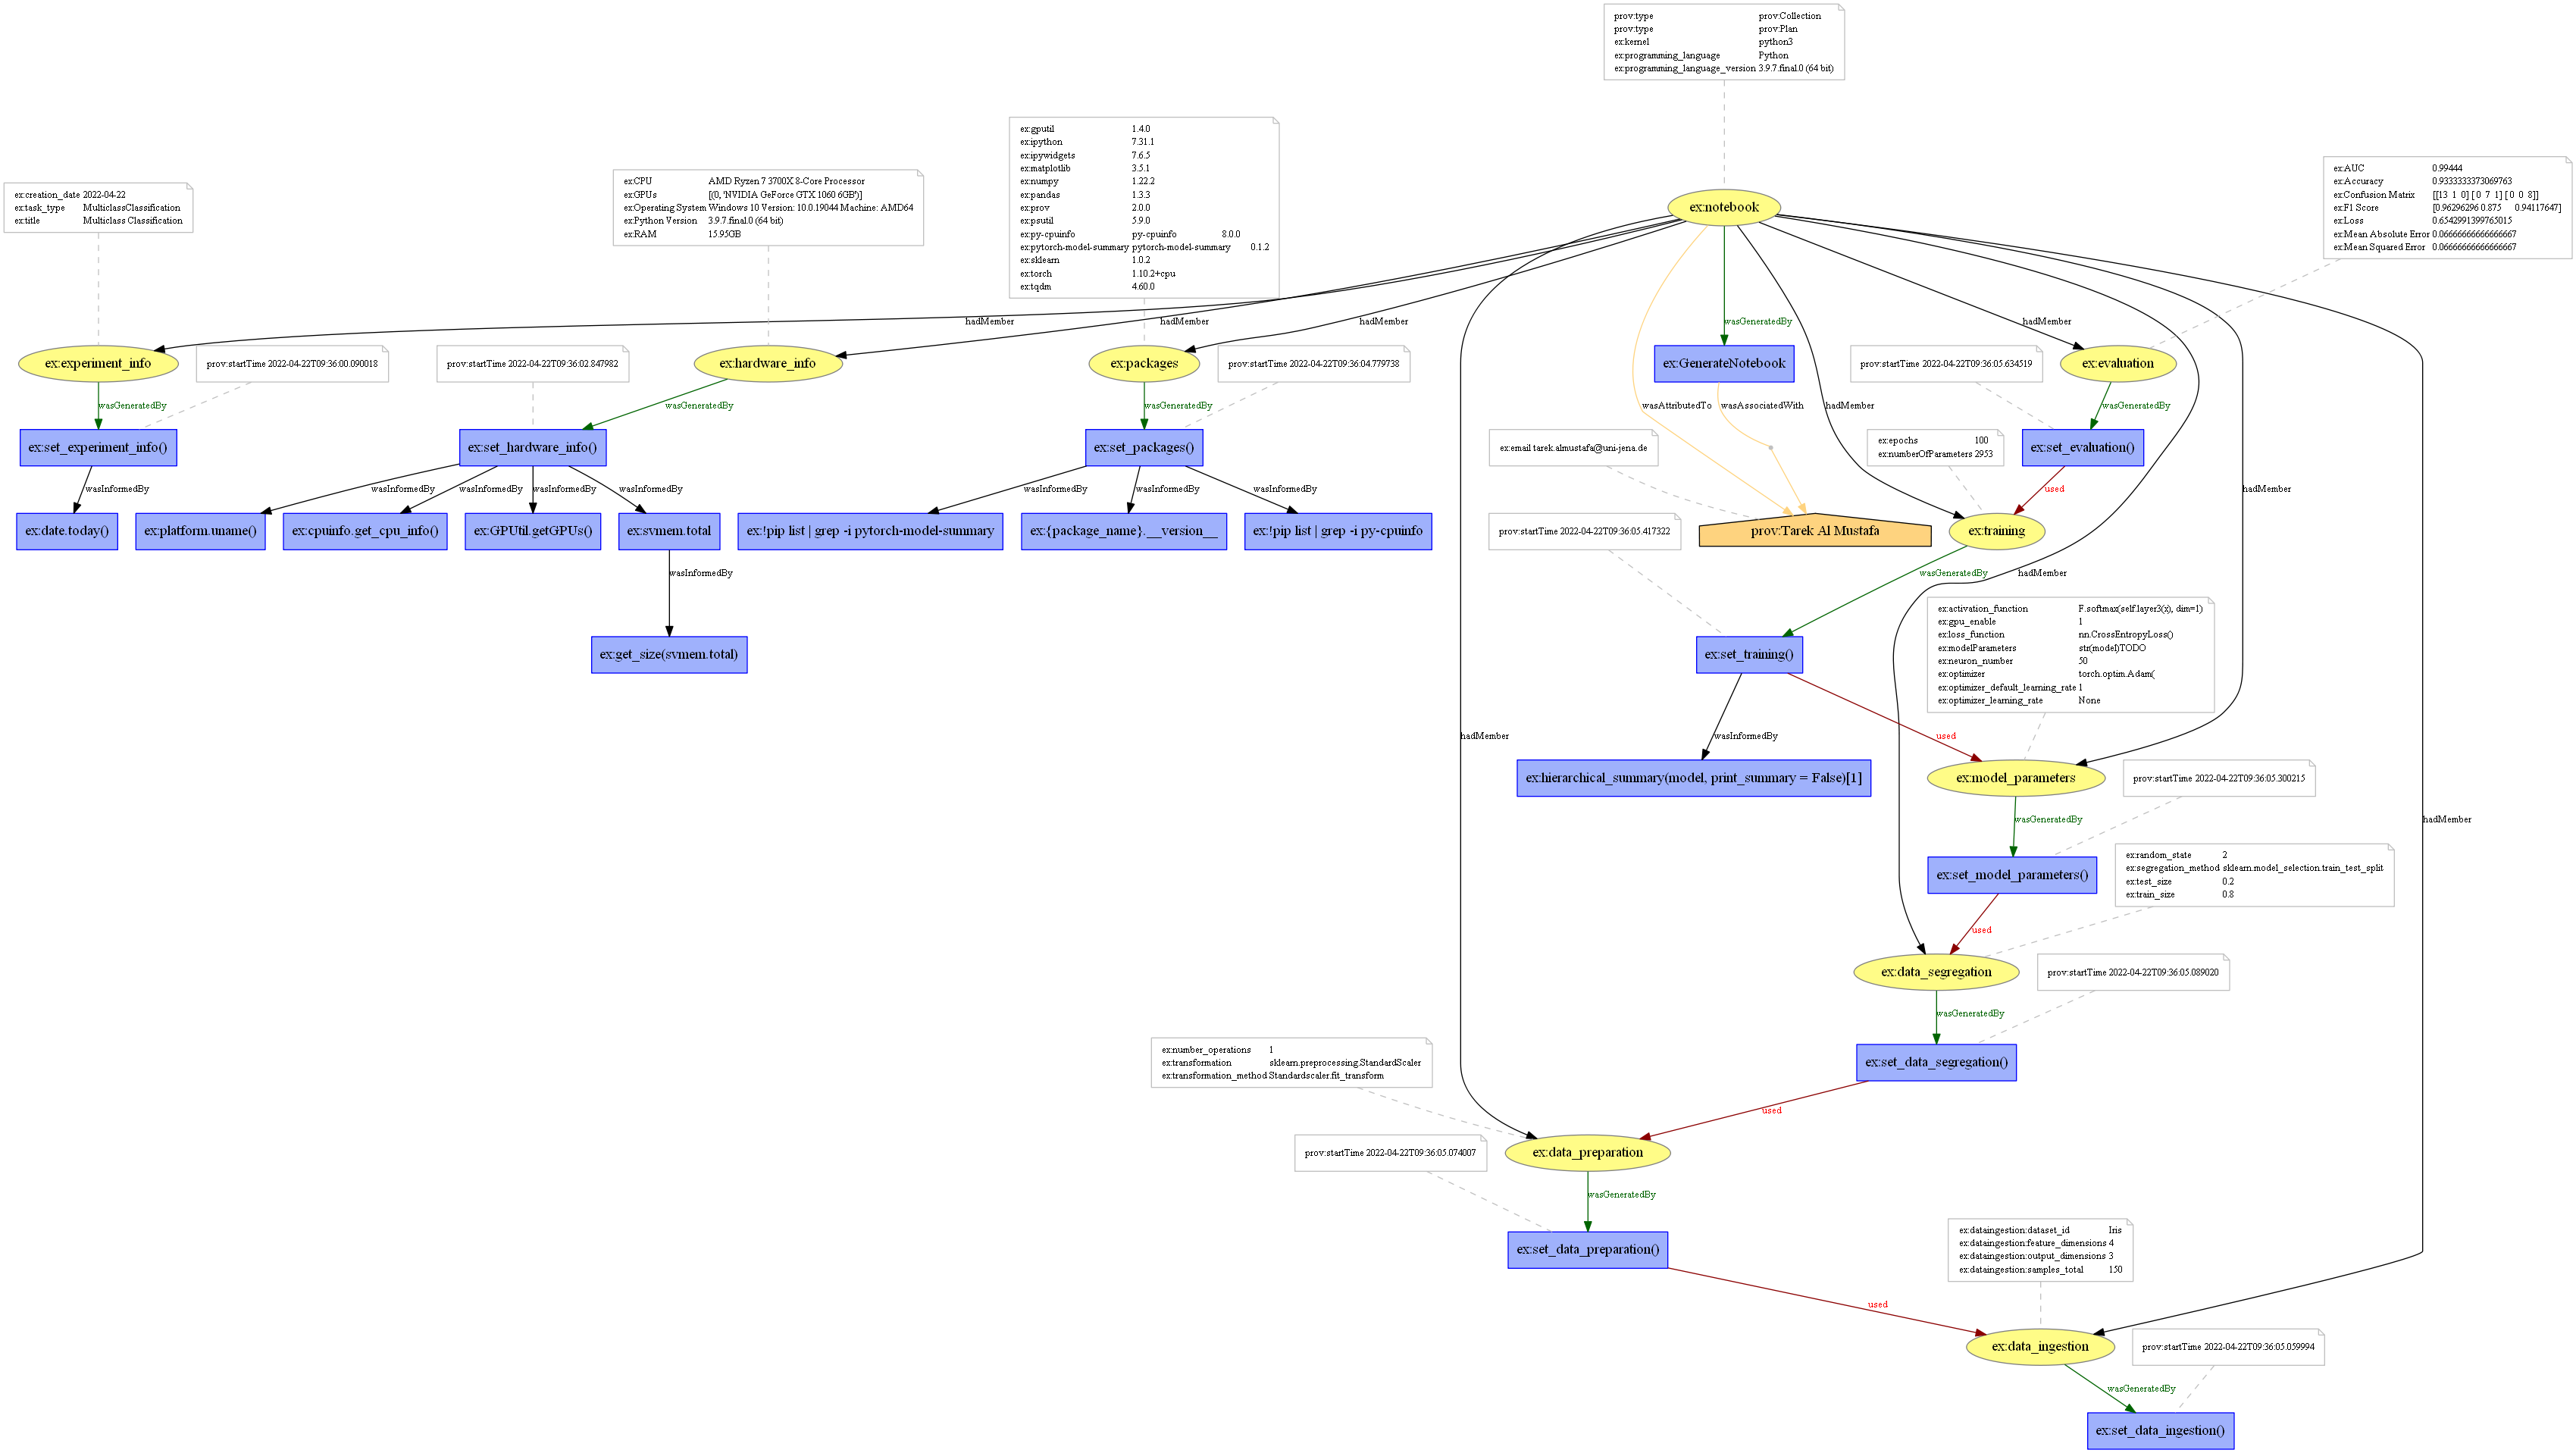 prov:type prov:Collection
prov:type prov:Plan
ex:kernel python3
ex:programming_language Python
ex:programming_language_version 3.9.7.final.0 (64 bit)
ex:gputil 1.4.0
ex:ipython 7.31.1
ex:ipywidgets 7.6.5
ex:matplotlib 3.5.1
ex:numpy 1.22.2
ex:pandas 1.3.3
ex:prov 2.0.0
ex:psutil 5.9.0
ex:py-cpuinfo py-cpuinfo 8.0.0
ex:pytorch-model-summary pytorch-model-summary 0.1.2
ex:sklearn 1.0.2
ex:torch 1.10.2+cpu
ex:tqdm 4.60.0
ex:AUC 0.99444
ex:Accuracy 0.9333333373069763
ex:Confusion Matrix [[13 1 0] [ 0 7 1] [ 0 0 8]]
ex:F1 Score [0.96296296 0.875 0.94117647]
ex:Loss 0.6542991399765015
ex:Mean Absolute Error 0.06666666666666667
ex:Mean Squared Error 0.06666666666666667
ex:CPU AMD Ryzen 7 3700X 8-Core Processor
ex:GPUs [(0, 'NVIDIA GeForce GTX 1060 6GB')]
ex:Operating System Windows 10 Version: 10.0.19044 Machine: AMD64
ex:Python Version 3.9.7.final.0 (64 bit)
ex:RAM 15.95GB
ex:creation_date 2022-04-22
ex:task_type MulticlassClassification
ex:title Multiclass Classification
ex:notebook
hadMember
hadMember
hadMember
wasGeneratedBy
hadMember
ex:experiment_info
prov:startTime 2022-04-22T09:36:00.090018
prov:startTime 2022-04-22T09:36:02.847982
ex:hardware_info
ex:packages
prov:startTime 2022-04-22T09:36:04.779738
ex:GenerateNotebook
prov:startTime 2022-04-22T09:36:05.634519
ex:evaluation
wasGeneratedBy
wasGeneratedBy
wasGeneratedBy
wasAttributedTo
wasAssociatedWith
hadMember
wasGeneratedBy
ex:set_experiment_info()
ex:set_hardware_info()
ex:set_packages()
ex:email tarek.almustafa@uni-jena.de
ex:epochs 100
ex:numberOfParameters 2953
ex:set_evaluation()
wasInformedBy
wasInformedBy
wasInformedBy
wasInformedBy
wasInformedBy
wasInformedBy
wasInformedBy
wasInformedBy
used
hadMember
ex:date.today()
ex:platform.uname()
ex:cpuinfo.get_cpu_info()
ex:GPUtil.getGPUs()
ex:svmem.total
ex:!pip list | grep -i pytorch-model-summary
ex:{package_name}.__version__
ex:!pip list | grep -i py-cpuinfo
prov:startTime 2022-04-22T09:36:05.417322
prov:Tarek Al Mustafa
ex:training
wasInformedBy
wasGeneratedBy
hadMember
ex:get_size(svmem.total)
ex:set_training()
ex:activation_function F.softmax(self.layer3(x), dim=1)
ex:gpu_enable 1
ex:loss_function nn.CrossEntropyLoss()
ex:modelParameters str(model)TODO
ex:neuron_number 50
ex:optimizer torch.optim.Adam(
ex:optimizer_default_learning_rate 1
ex:optimizer_learning_rate None
hadMember
wasInformedBy
used
ex:hierarchical_summary(model, print_summary = False)[1]
ex:model_parameters
prov:startTime 2022-04-22T09:36:05.300215
wasGeneratedBy
hadMember
ex:set_model_parameters()
ex:random_state 2
ex:segregation_method sklearn.model_selection.train_test_split
ex:test_size 0.2
ex:train_size 0.8
used
ex:data_segregation
prov:startTime 2022-04-22T09:36:05.089020
wasGeneratedBy
ex:number_operations 1
ex:transformation sklearn.preprocessing.StandardScaler
ex:transformation_method Standardscaler.fit_transform
ex:set_data_segregation()
used
prov:startTime 2022-04-22T09:36:05.074007
ex:data_preparation
wasGeneratedBy
ex:set_data_preparation()
ex:dataingestion:dataset_id Iris
ex:dataingestion:feature_dimensions 4
ex:dataingestion:output_dimensions 3
ex:dataingestion:samples_total 150
used
ex:data_ingestion
prov:startTime 2022-04-22T09:36:05.059994
wasGeneratedBy
ex:set_data_ingestion()